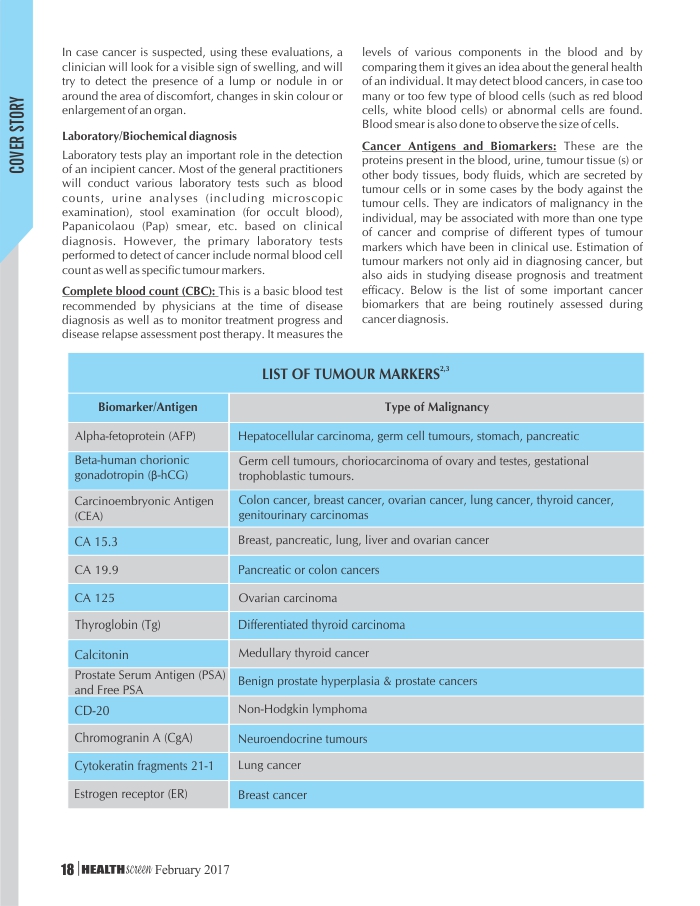 COVER STORY
In case cancer is suspected, using these evaluations, a
clinician will look for a visible sign of swelling, and will
try to detect the presence of a lump or nodule in or
around the area of discomfort, changes in skin colour or
enlargement of an organ.
Laboratory/Biochemical diagnosis
Laboratory tests play an important role in the detection
of an incipient cancer. Most of the general practitioners
will conduct various laboratory tests such as blood
counts, urine analyses (including microscopic
examination), stool examination (for occult blood),
Papanicolaou (Pap) smear, etc. based on clinical
diagnosis. However, the primary laboratory tests
performed to detect of cancer include normal blood cell
count as well as specific tumour markers.
Complete blood count (CBC): This is a basic blood test
recommended by physicians at the time of disease
diagnosis as well as to monitor treatment progress and
disease relapse assessment post therapy. It measures the
levels of various components in the blood and by
comparing them it gives an idea about the general health
of an individual. It may detect blood cancers, in case too
many or too few type of blood cells (such as red blood
cells, white blood cells) or abnormal cells are found.
Blood smear is also done to observe the size of cells.
Cancer Antigens and Biomarkers: These are the
proteins present in the blood, urine, tumour tissue (s) or
other body tissues, body fluids, which are secreted by
tumour cells or in some cases by the body against the
tumour cells. They are indicators of malignancy in the
individual, may be associated with more than one type
of cancer and comprise of different types of tumour
markers which have been in clinical use. Estimation of
tumour markers not only aid in diagnosing cancer, but
also aids in studying disease prognosis and treatment
efficacy. Below is the list of some important cancer
biomarkers that are being routinely assessed during
cancer diagnosis.
LIST OF TUMOUR MARKERS2,3
Biomarker/Antigen Type of Malignancy
Alpha-fetoprotein (AFP) Hepatocellular carcinoma, germ cell tumours, stomach, pancreatic
Beta-human chorionic
gonadotropin (β-hCG)
Germ cell tumours, choriocarcinoma of ovary and testes, gestational
trophoblastic tumours.
Carcinoembryonic Antigen
(CEA)
Colon cancer, breast cancer, ovarian cancer, lung cancer, thyroid cancer,
genitourinary carcinomas
CA 15.3 Breast, pancreatic, lung, liver and ovarian cancer
CA 19.9 Pancreatic or colon cancers
CA 125 Ovarian carcinoma
Thyroglobin (Tg) Differentiated thyroid carcinoma
Calcitonin Medullary thyroid cancer
Prostate Serum Antigen (PSA)
and Free PSA
Benign prostate hyperplasia & prostate cancers
CD-20 Non-Hodgkin lymphoma
Chromogranin A (CgA) Neuroendocrine tumours
Cytokeratin fragments 21-1 Lung cancer
Estrogen receptor (ER) Breast cancer
18 | HEALTHscreen February 2017